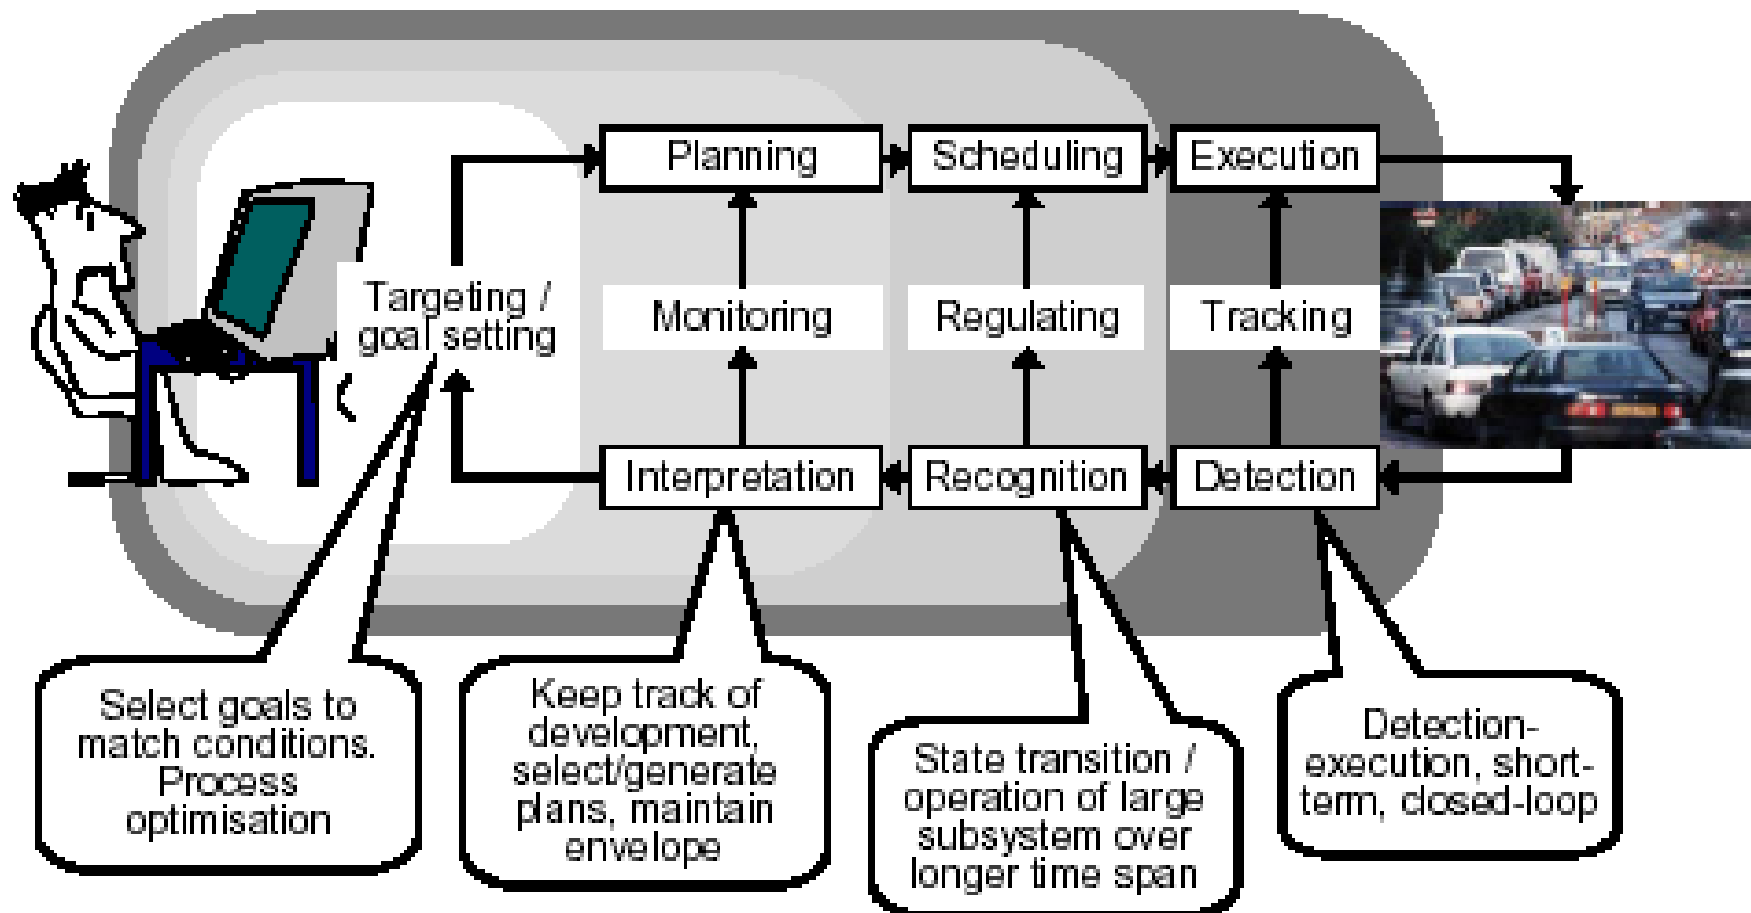 Planning
Scheduling
Execution
Targeting /
goal setting
Monitoring
Regulating
Tracking
Interpretation
Recognition
Detection
Select goals to
match conditions.
Process
optimisation
Keep track of
development,
select/generate
plans, maintain
envelope
State transition /
operation of large
subsystem over
longer time span
Detection-
execution, short-
term, closed-loop